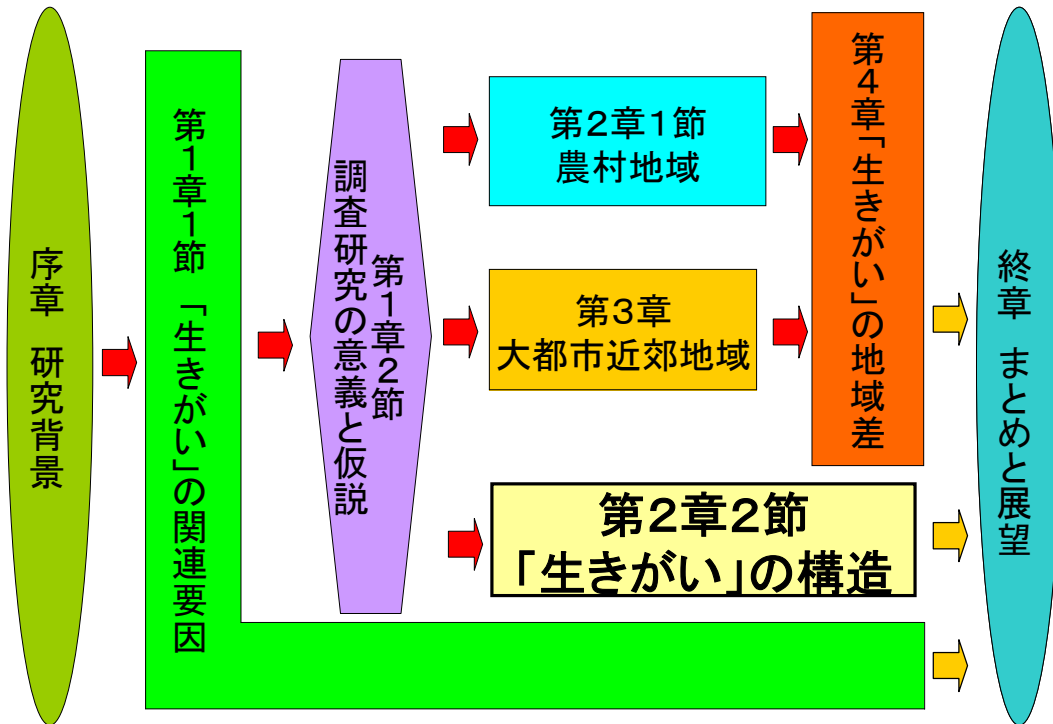 序章　研究背景
第１章１節　「生きがい」の関連要因
第１章２節
調査研究の意義と仮説
第２章１節
農村地域
第３章
大都市近郊地域
第２章２節
「生きがい」の構造
第４章「生きがい」の地域差
終章　まとめと展望